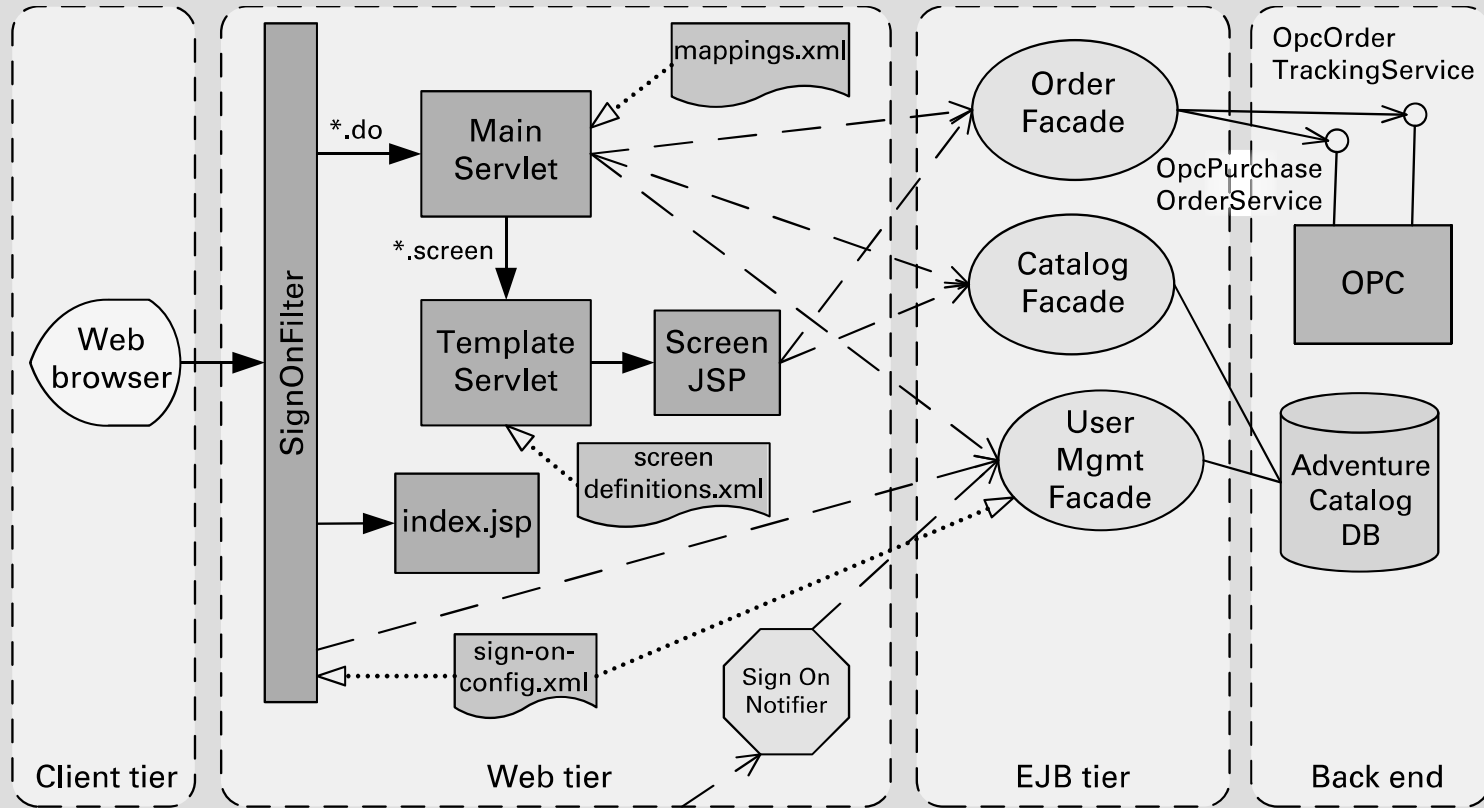 mappings.xml
OpcOrder
TrackingService
*.do
Main
Servlet
Order
Facade
OpcPurchase
OrderService
*.screen
SignOnFilter
Catalog
Facade
OPC
Web
browser
Template
Servlet
Screen
JSP
screen
definitions.xml
User
Mgmt
Facade
Adventure
Catalog
DB
index.jsp
sign-on-
config.xml
Sign On
Notifier
Client tier
Web tier
EJB tier
Back end